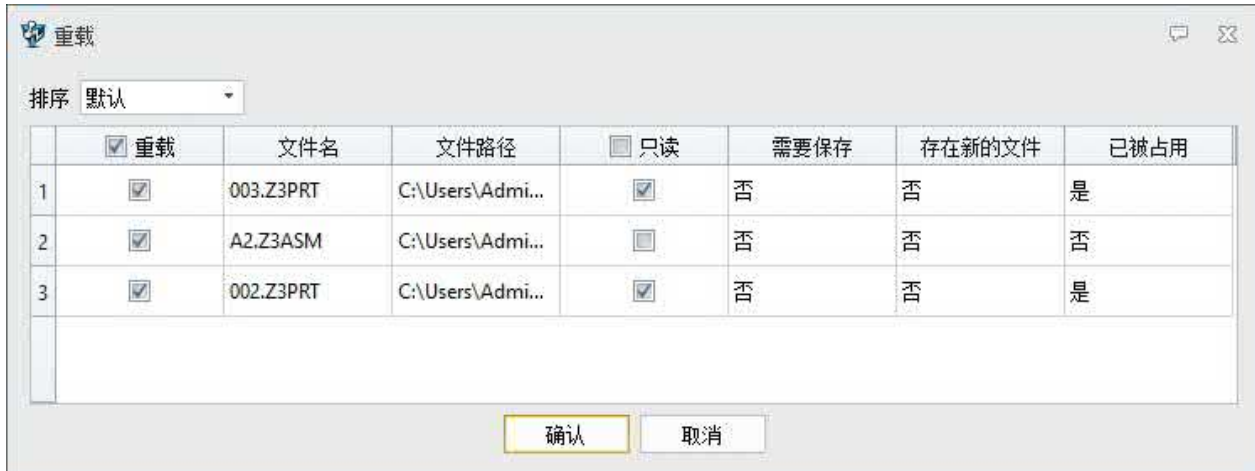 重载
排序 默认
重载 文件名 文件路径 只读 需要保存 存在新的文件 已被占用
1 003.Z3PRT C:\Users\Admi... 否 否 是
2 A2.Z3ASM C:\Users\Admi... 否 否 否
3 002.Z3PRT C:\Users\Admi... 否 否 是
确认 取消